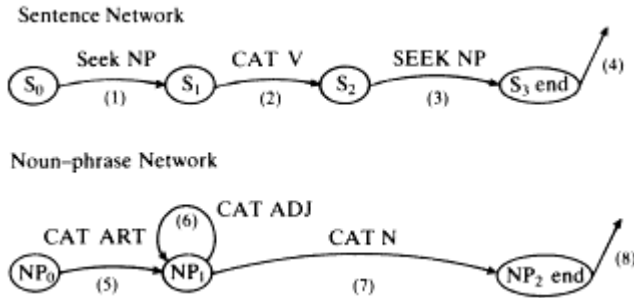 Sentence Network
Seek NP CAT V SEEK NP
S₀ (1) S₁ (2) S₂ (3) S₃ end (4)
Noun–phrase Network
CAT ART (6) CAT ADJ CAT N
NP₀ (5) NP₁ (7) NP₂ end (8)